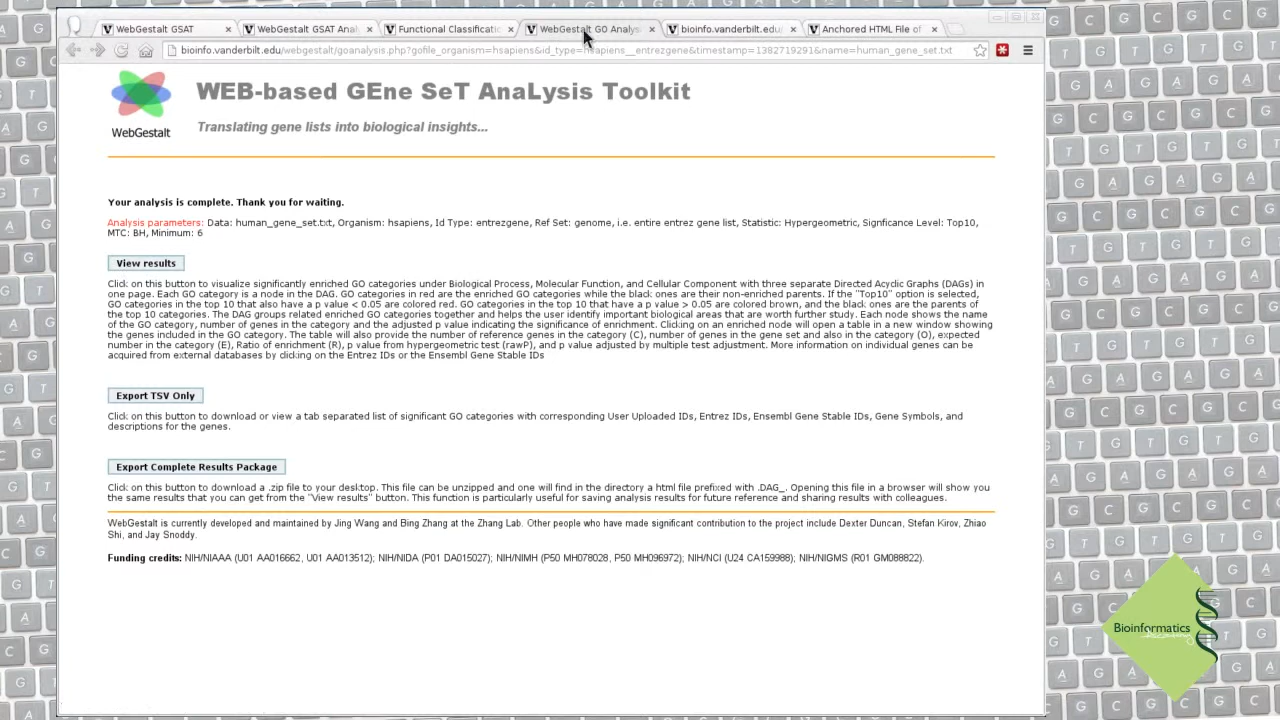 WebGestalt GSAT
WebGestalt GSAT Anal
Functional Classificatio
WebGestalt GO Analys
bioinfo.vanderbilt.edu
Anchored HTML File of
bioinfo.vanderbilt.edu/webgestalt/goanalysis.php?gofile_organism=hsapiens&id_type=hsapiens__entrezgene&timestamp=1382719291&name=human_gene_set.txt
WEB-based GEne SeT AnaLysis Toolkit
WebGestalt
Translating gene lists into biological insights...
Your analysis is complete. Thank you for waiting.
Analysis parameters: Data: human_gene_set.txt, Organism: hsapiens, Id Type: entrezgene, Ref Set: genome, i.e. entire entrez gene list, Statistic: Hypergeometric, Signficance Level: Top10,
MTC: BH, Minimum: 6
View results
Click on this button to visualize significantly enriched GO categories under Biological Process, Molecular Function, and Cellular Component with three separate Directed Acyclic Graphs (DAGs) in
one page. Each GO category is a node in the DAG. GO categories in red are the enriched GO categories while the black ones are their non-enriched parents. If the "Top10" option is selected,
GO categories in the top 10 that also have a p value < 0.05 are colored red. GO categories in the top 10 that have a p value > 0.05 are colored brown, and the black ones are the parents of
the top 10. The DAG groups related enriched GO categories together and helps the user identify important biological areas that are worth further study. Each node shows the name
of the GO category, number of genes in the category and the adjusted p value indicating the significance of enrichment. Clicking on an enriched node will open a table in a new window showing
the genes included in the GO category. The table will also provide the number of reference genes in the category (C), number of genes in the gene set and also in the category (O), expected
number in the category (E), Ratio of enrichment (R), p value from hypergeometric test (rawP), and p value adjusted by multiple test adjustment. More information on individual genes can be
acquired from external databases by clicking on the Entrez IDs or the Ensembl Gene Stable IDs
Export TSV Only
Click on this button to download or view a tab separated list of significant GO categories with corresponding User Uploaded IDs, Entrez IDs, Ensembl Gene Stable IDs, Gene Symbols, and
descriptions for the genes.
Export Complete Results Package
Click on this button to download a .zip file to your desktop. This file can be unzipped and one will find in the directory a html file prefixed with .DAG_. Opening this file in a browser will show you
the same results that you can get from the "View results" button. This function is particularly useful for saving analysis results for future reference and sharing results with colleagues.
WebGestalt is currently developed and maintained by Jing Wang and Bing Zhang at the Zhang Lab. Other people who have made significant contribution to the project include Dexter Duncan, Stefan Kirov, Zhiao
Shi, and Jay Snoddy.
Funding credits: NIH/NIAAA (U01 AA016662, U01 AA013512); NIH/NIDA (P01 DA015027); NIH/NIMH (P50 MH078028, P50 MH096972); NIH/NCI (U24 CA159988); NIH/NIGMS (R01 GM088822).
Bioinformatics